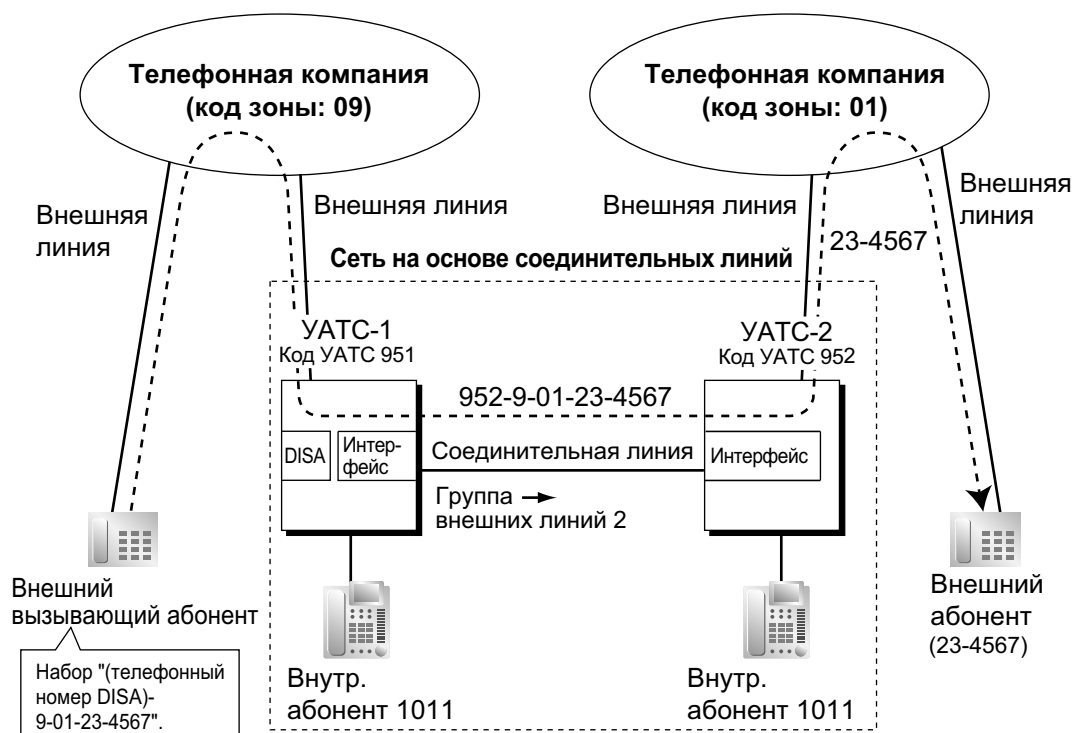 Телефонная компания
(код зоны: 09)
Телефонная компания
(код зоны: 01)
Внешняя
линия
Внешняя линия
Внешняя линия
Внешняя
линия
23-4567
Сеть на основе соединительных линий
УАТС-1
Код УАТС 951
УАТС-2
Код УАТС 952
952-9-01-23-4567
DISA
Интер-
фейс
Соединительная линия
Интерфейс
Группа
внешних линий 2
Внешний
вызывающий абонент
Набор "(телефонный
номер DISA)-
9-01-23-4567".
Внутр.
абонент 1011
Внутр.
абонент 1011
Внешний
абонент
(23-4567)